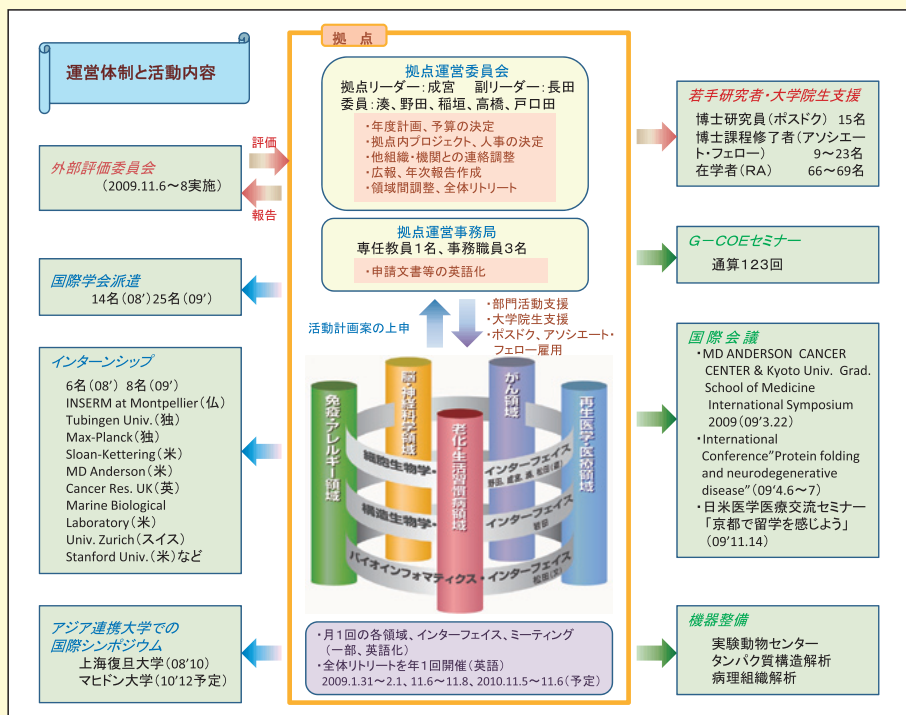 運営体制と活動内容
拠 点
拠点運営委員会
拠点リーダー:成宮 副リーダー:長田
委員:湊、野田、稲垣、高橋、戸口田
・年度計画、予算の決定
・拠点内プロジェクト、人事の決定
・他組織・機関との連絡調整
・広報、年次報告作成
・領域間調整、全体リトリート
拠点運営事務局
専任教員1名、事務職員3名
・申請文書等の英語化
活動計画案の上申
・部門活動支援
・大学院生支援
・ポスドク、アソシエート・
フェロー雇用
免疫・アレルギー領域
脳・神経科学領域
老化・生活習慣病領域
がん領域
再生医学・医療領域
細胞生物学・
インターフェイス
構造生物学・
インターフェイス
岩田
バイオインフォマティクス・インターフェイス
・月1回の各領域、インターフェイス、ミーティング
(一部、英語化)
・全体リトリートを年1回開催(英語)
2009.1.31~2.1、11.6~11.8、2010.11.5~11.6(予定)
評価
報告
外部評価委員会
(2009.11.6~8実施)
国際学会派遣
14名(08’)25名(09’)
インターンシップ
6名(08’) 8名(09’)
INSERM at Montpellier(仏)
Tubingen Univ.(独)
Max-Planck(独)
Sloan-Kettering(米)
MD Anderson(米)
Cancer Res. UK(英)
Marine Biological
Laboratory(米)
Univ. Zurich(スイス)
Stanford Univ.(米)など
アジア連携大学での
国際シンポジウム
上海復旦大学(08’10)
マヒドン大学(10’12予定)
若手研究者・大学院生支援
博士研究員(ポスドク) 15名
博士課程修了者(アソシエー
ト・フェロー) 9~23名
在学者(RA) 66~69名
G-COEセミナー
通算123回
国際会議
・MD ANDERSON CANCER
CENTER & Kyoto Univ. Grad.
School of Medicine
International Symposium
2009(09’3.22)
・International
Conference”Protein folding
and neurodegenerative
disease”(09’4.6~7)
・日米医学医療交流セミナー
「京都で留学を感じよう」
(09’11.14)
機器整備
実験動物センター
タンパク質構造解析
病理組織解析